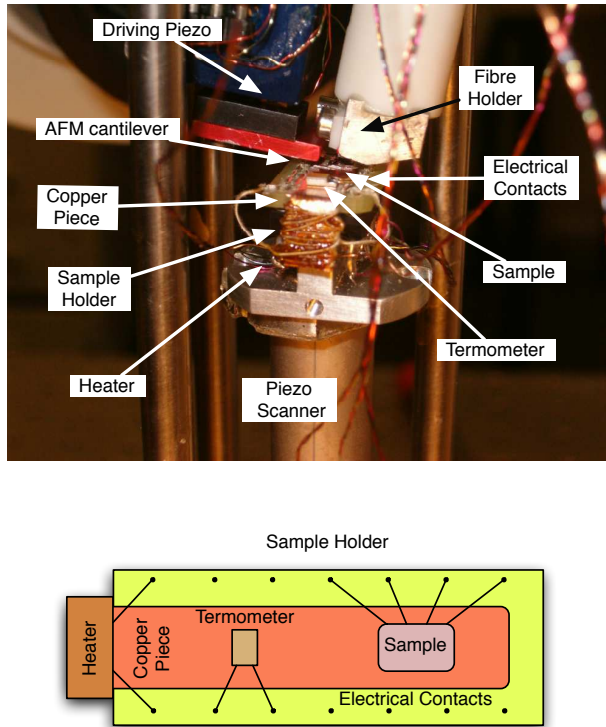 Driving Piezo
Fibre
Holder
AFM cantilever
Electrical
Contacts
Copper
Piece
Sample
Sample
Holder
Termometer
Heater
Piezo
Scanner
Sample Holder
Termometer
Heater
Copper
Piece
Sample
Electrical Contacts